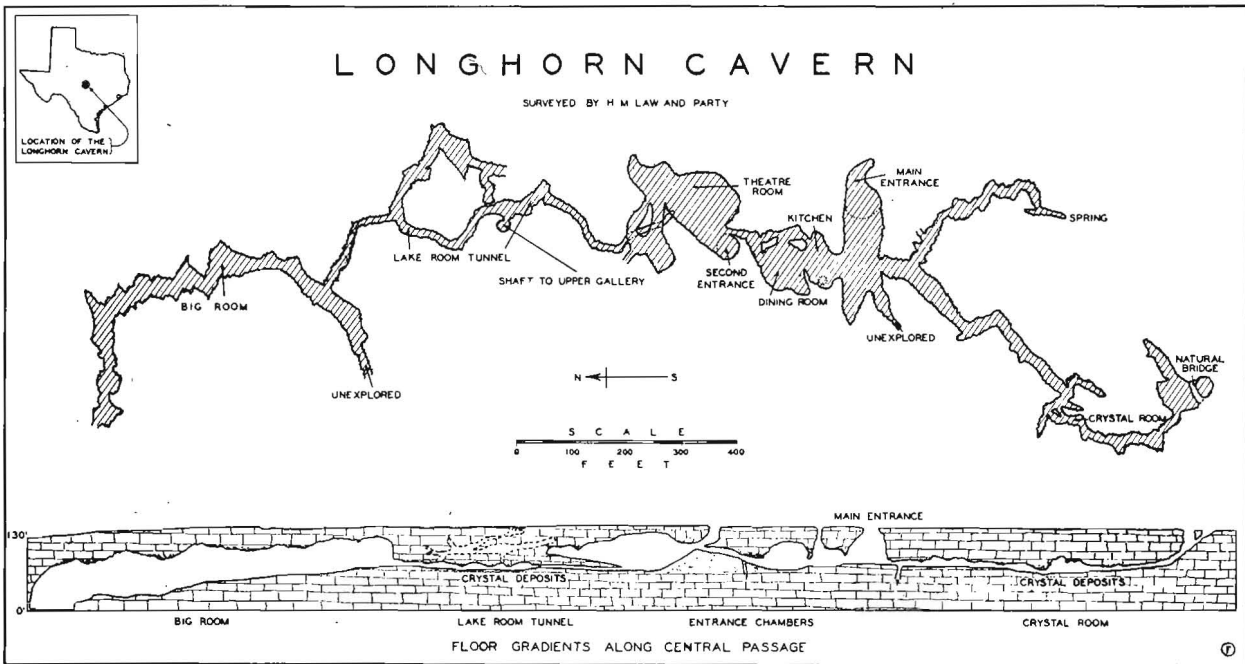 LONGHORN CAVERN
SURVEYED BY H M LAW AND PARTY
LOCATION OF THE
LONGHORN CAVERN
THEATRE
ROOM
MAIN
ENTRANCE
KITCHEN
SPRING
LAKE ROOM TUNNEL
SHAFT TO UPPER GALLERY
SECOND
ENTRANCE
DINING ROOM
BIG ROOM
UNEXPLORED
UNEXPLORED
NATURAL
BRIDGE
CRYSTAL ROOM
N S
SCALE
0 100 200 300 400
FEET
MAIN ENTRANCE
130'
CRYSTAL DEPOSITS
CRYSTAL DEPOSITS
0'
BIG ROOM
LAKE ROOM TUNNEL
ENTRANCE CHAMBERS
CRYSTAL ROOM
FLOOR GRADIENTS ALONG CENTRAL PASSAGE